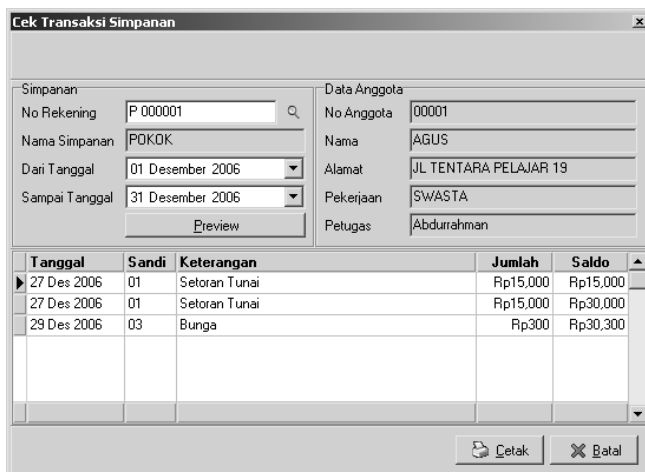 Cek Transaksi Simpanan
Simpanan
No Rekening P 000001
Nama Simpanan POKOK
Dari Tanggal 01 Desember 2006
Sampai Tanggal 31 Desember 2006
Preview
Data Anggota
No Anggota 00001
Nama AGUS
Alamat JL TENTARA PELAJAR 19
Pekerjaan SWASTA
Petugas Abdurrahman
Tanggal Sandi Keterangan Jumlah Saldo
27 Des 2006 01 Setoran Tunai Rp15,000 Rp15,000
27 Des 2006 01 Setoran Tunai Rp15,000 Rp30,000
29 Des 2006 03 Bunga Rp300 Rp30,300
Cetak Batal